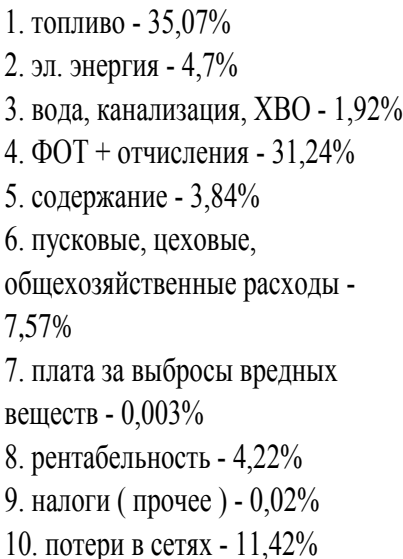 1. топливо - 35,07%
2. эл. энергия - 4,7%
3. вода, канализация, ХВО - 1,92%
4. ФОТ + отчисления - 31,24%
5. содержание - 3,84%
6. пусковые, цеховые,
общехозяйственные расходы -
7,57%
7. плата за выбросы вредных
веществ - 0,003%
8. рентабельность - 4,22%
9. налоги ( прочее ) - 0,02%
10. потери в сетях - 11,42%